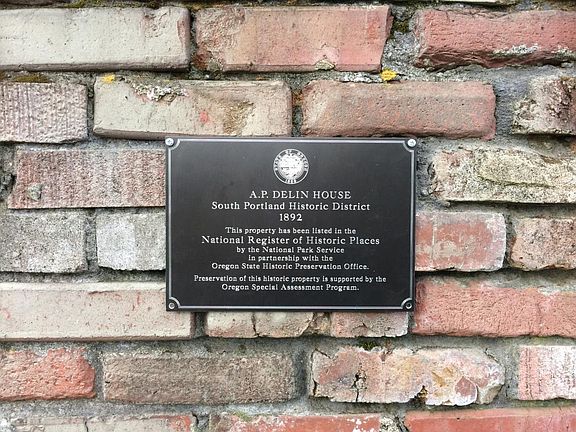 A.P. DELIN HOUSE
South Portland Historic District
1892
This property has been listed in the
National Register of Historic Places
by the National Park Service
in partnership with the
Oregon State Historic Preservation Office.
Preservation of this historic property is supported by the
Oregon Special Assessment Program.